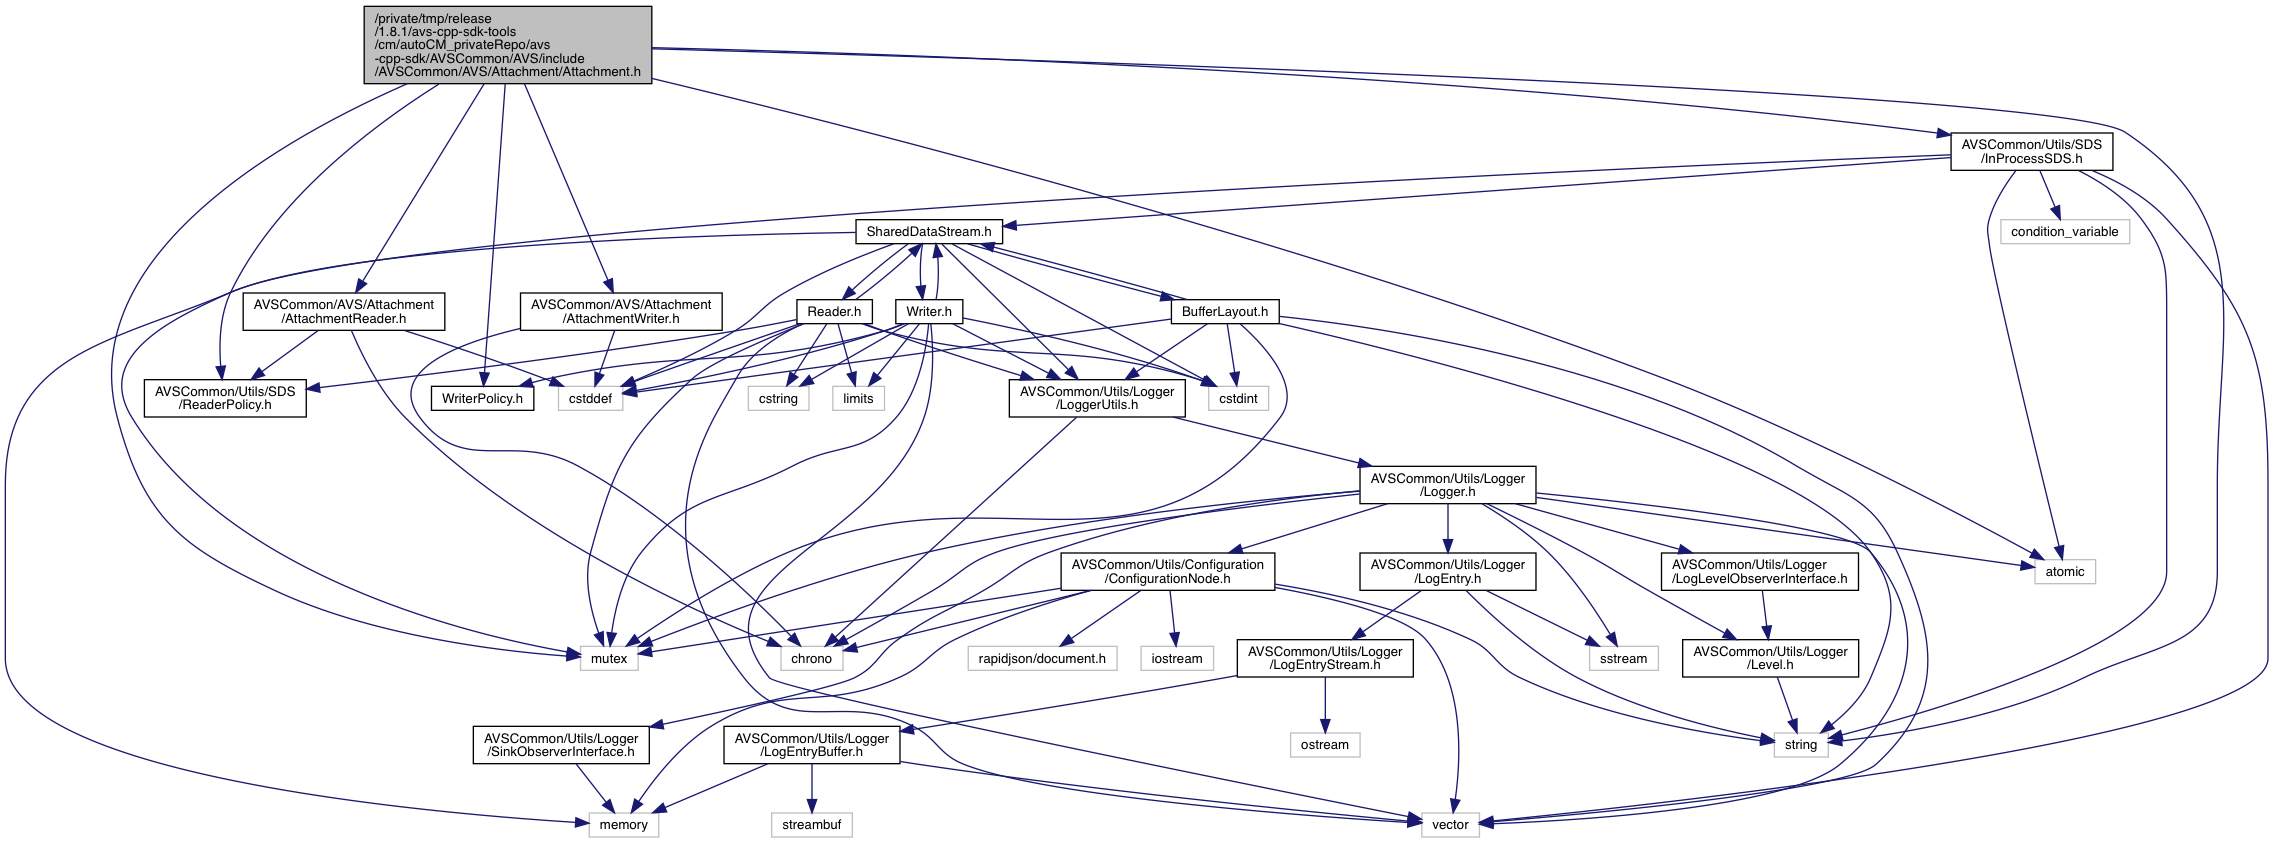 /private/tmp/release
/1.8.1/avs-cpp-sdk-tools
/cm/autoCM_privateRepo/avs
-cpp-sdk/AVSCommon/AVS/include
/AVSCommon/AVS/Attachment/Attachment.h
AVSCommon/Utils/SDS
/InProcessSDS.h
SharedDataStream.h
condition_variable
AVSCommon/AVS/Attachment
/AttachmentReader.h
AVSCommon/AVS/Attachment
/AttachmentWriter.h
Reader.h
Writer.h
BufferLayout.h
AVSCommon/Utils/SDS
/ReaderPolicy.h
WriterPolicy.h
cstddef
cstring
limits
AVSCommon/Utils/Logger
/LoggerUtils.h
cstdint
AVSCommon/Utils/Logger
/Logger.h
AVSCommon/Utils/Configuration
/ConfigurationNode.h
AVSCommon/Utils/Logger
/LogEntry.h
AVSCommon/Utils/Logger
/LogLevelObserverInterface.h
atomic
mutex
chrono
rapidjson/document.h
iostream
AVSCommon/Utils/Logger
/LogEntryStream.h
sstream
AVSCommon/Utils/Logger
/Level.h
AVSCommon/Utils/Logger
/SinkObserverInterface.h
AVSCommon/Utils/Logger
/LogEntryBuffer.h
ostream
string
memory
streambuf
vector